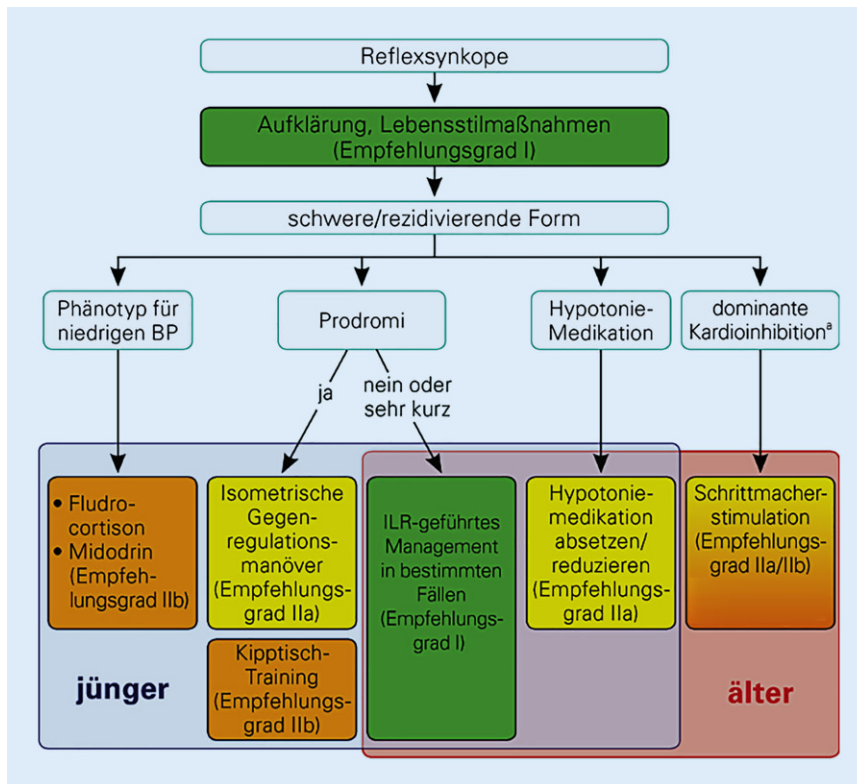 Reflexsynkope
Aufklärung, Lebensstilmaßnahmen
(Empfehlungsgrad I)
schwere/rezidivierende Form
Phänotyp für
niedrigen BP
Prodromi
Hypotonie-
Medikation
dominante
Kardioinhibitionᵃ
ja
nein oder
sehr kurz
• Fludro-
cortison
• Midodrin
(Empfeh-
lungsgrad IIb)
Isometrische
Gegen-
regulations-
manöver
(Empfehlungs-
grad IIa)
Kipptisch-
Training
(Empfehlungs-
grad IIb)
ILR-geführtes
Management
in bestimmten
Fällen
(Empfehlungs-
grad I)
Hypotonie-
medikation
absetzen/
reduzieren
(Empfehlungs-
grad IIa)
Schrittmacher-
stimulation
(Empfehlungs-
grad IIa/IIb)
jünger
älter